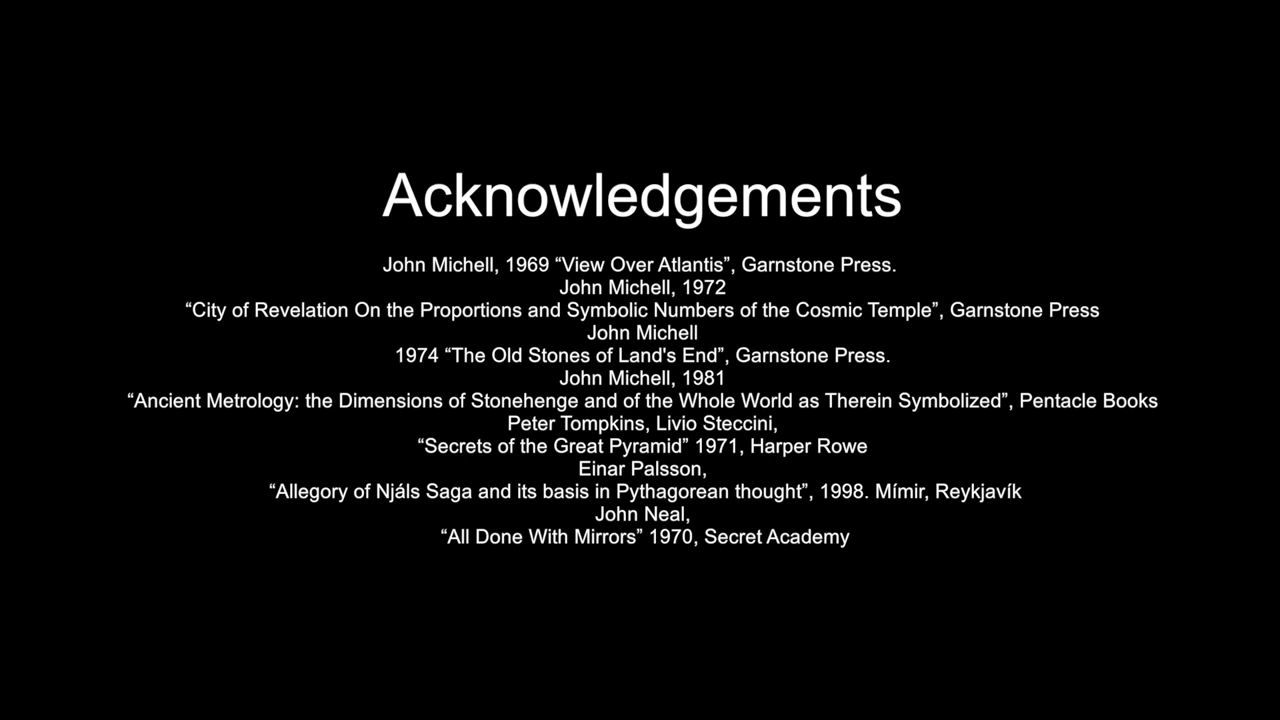 Acknowledgements
John Michell, 1969 “View Over Atlantis”, Garnstone Press.
John Michell, 1972
“City of Revelation On the Proportions and Symbolic Numbers of the Cosmic Temple”, Garnstone Press
John Michell
1974 “The Old Stones of Land's End”, Garnstone Press.
John Michell, 1981
“Ancient Metrology: the Dimensions of Stonehenge and of the Whole World as Therein Symbolized”, Pentacle Books
Peter Tompkins, Livio Steccini,
“Secrets of the Great Pyramid” 1971, Harper Rowe
Einar Palsson,
“Allegory of Njáls Saga and its basis in Pythagorean thought”, 1998. Mímir, Reykjavík
John Neal,
“All Done With Mirrors” 1970, Secret Academy